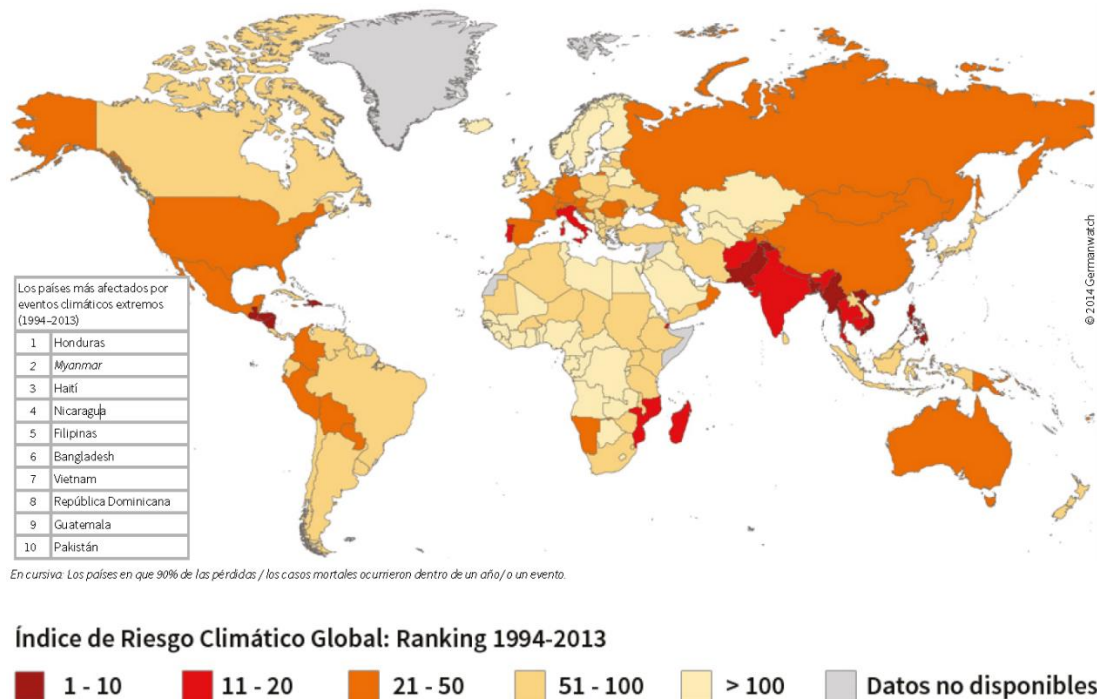 Los países más afectados por
eventos climáticos extremos
(1994–2013)
1 Honduras
2 Myanmar
3 Haití
4 Nicaragua
5 Filipinas
6 Bangladesh
7 Vietnam
8 República Dominicana
9 Guatemala
10 Pakistán
© 2014 Germanwatch
En cursiva: Los países en que 90% de las pérdidas / los casos mortales ocurrieron dentro de un año/ o un evento.
Índice de Riesgo Climático Global: Ranking 1994-2013
1 - 10 11 - 20 21 - 50 51 - 100 > 100 Datos no disponibles